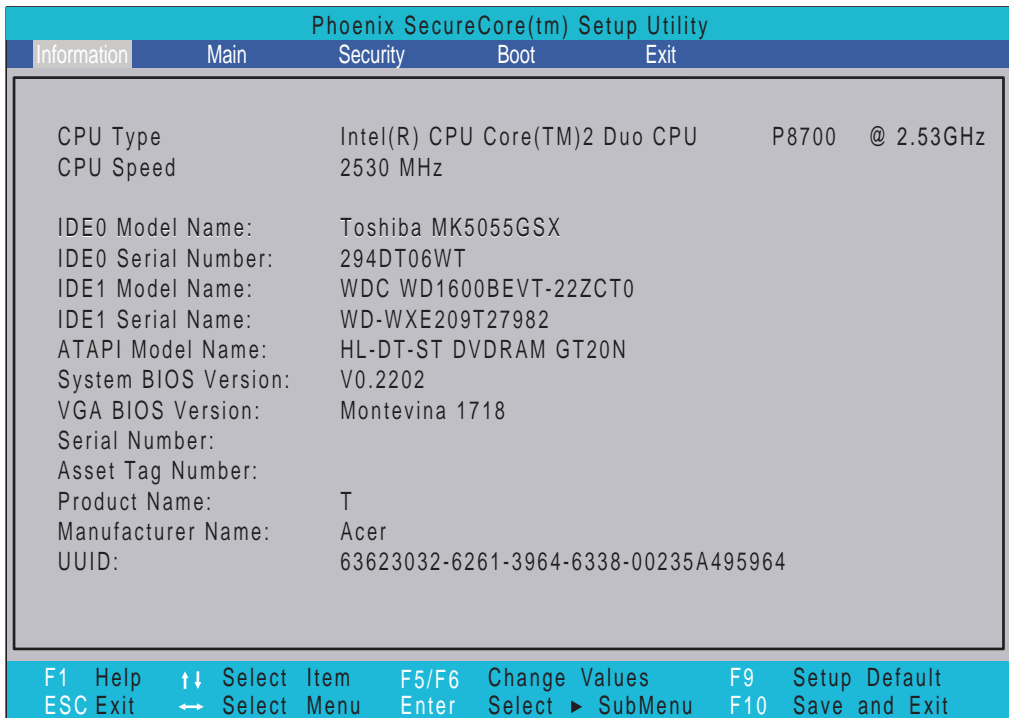 Phoenix SecureCore(tm) Setup Utility
Information Main Security Boot Exit
CPU Type Intel(R) CPU Core(TM)2 Duo CPU P8700 @ 2.53GHz
CPU Speed 2530 MHz
IDE0 Model Name: Toshiba MK5055GSX
IDE0 Serial Number: 294DT06WT
IDE1 Model Name: WDC WD1600BEVT-22ZCT0
IDE1 Serial Name: WD-WXE209T27982
ATAPI Model Name: HL-DT-ST DVDRAM GT20N
System BIOS Version: V0.2202
VGA BIOS Version: Montevina 1718
Serial Number:
Asset Tag Number:
Product Name: T
Manufacturer Name: Acer
UUID: 63623032-6261-3964-6338-00235A495964
F1 Help ↑↓ Select Item F5/F6 Change Values F9 Setup Default
ESC Exit ↔ Select Menu Enter Select ► SubMenu F10 Save and Exit